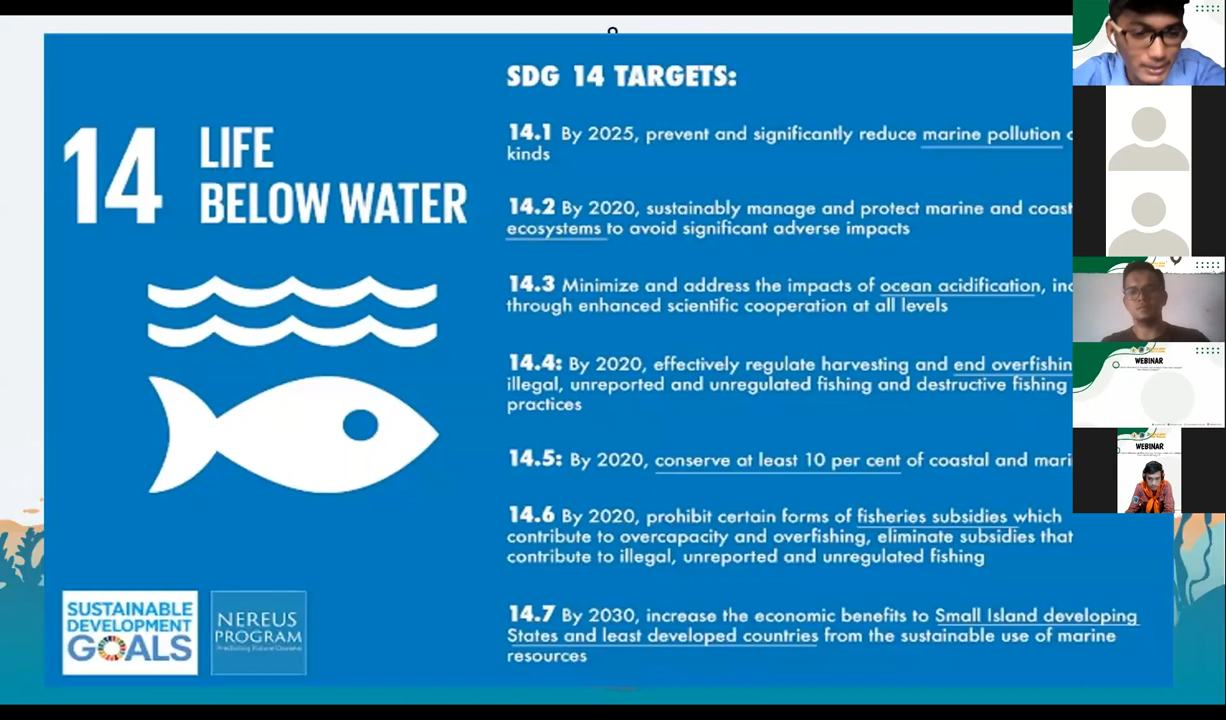 14
LIFE
BELOW WATER
SUSTAINABLE
DEVELOPMENT
GOALS
NEREUS
PROGRAM
Predicting Future Oceans
SDG 14 TARGETS:
14.1 By 2025, prevent and significantly reduce marine pollution
kinds
14.2 By 2020, sustainably manage and protect marine and coast
ecosystems to avoid significant adverse impacts
14.3 Minimize and address the impacts of ocean acidification, inc
through enhanced scientific cooperation at all levels
14.4: By 2020, effectively regulate harvesting and end overfishin
illegal, unreported and unregulated fishing and destructive fishing
practices
14.5: By 2020, conserve at least 10 per cent of coastal and mari
14.6 By 2020, prohibit certain forms of fisheries subsidies which
contribute to overcapacity and overfishing, eliminate subsidies that
contribute to illegal, unreported and unregulated fishing
14.7 By 2030, increase the economic benefits to Small Island developing
States and least developed countries from the sustainable use of marine
resources
WEBINAR
WEBINAR